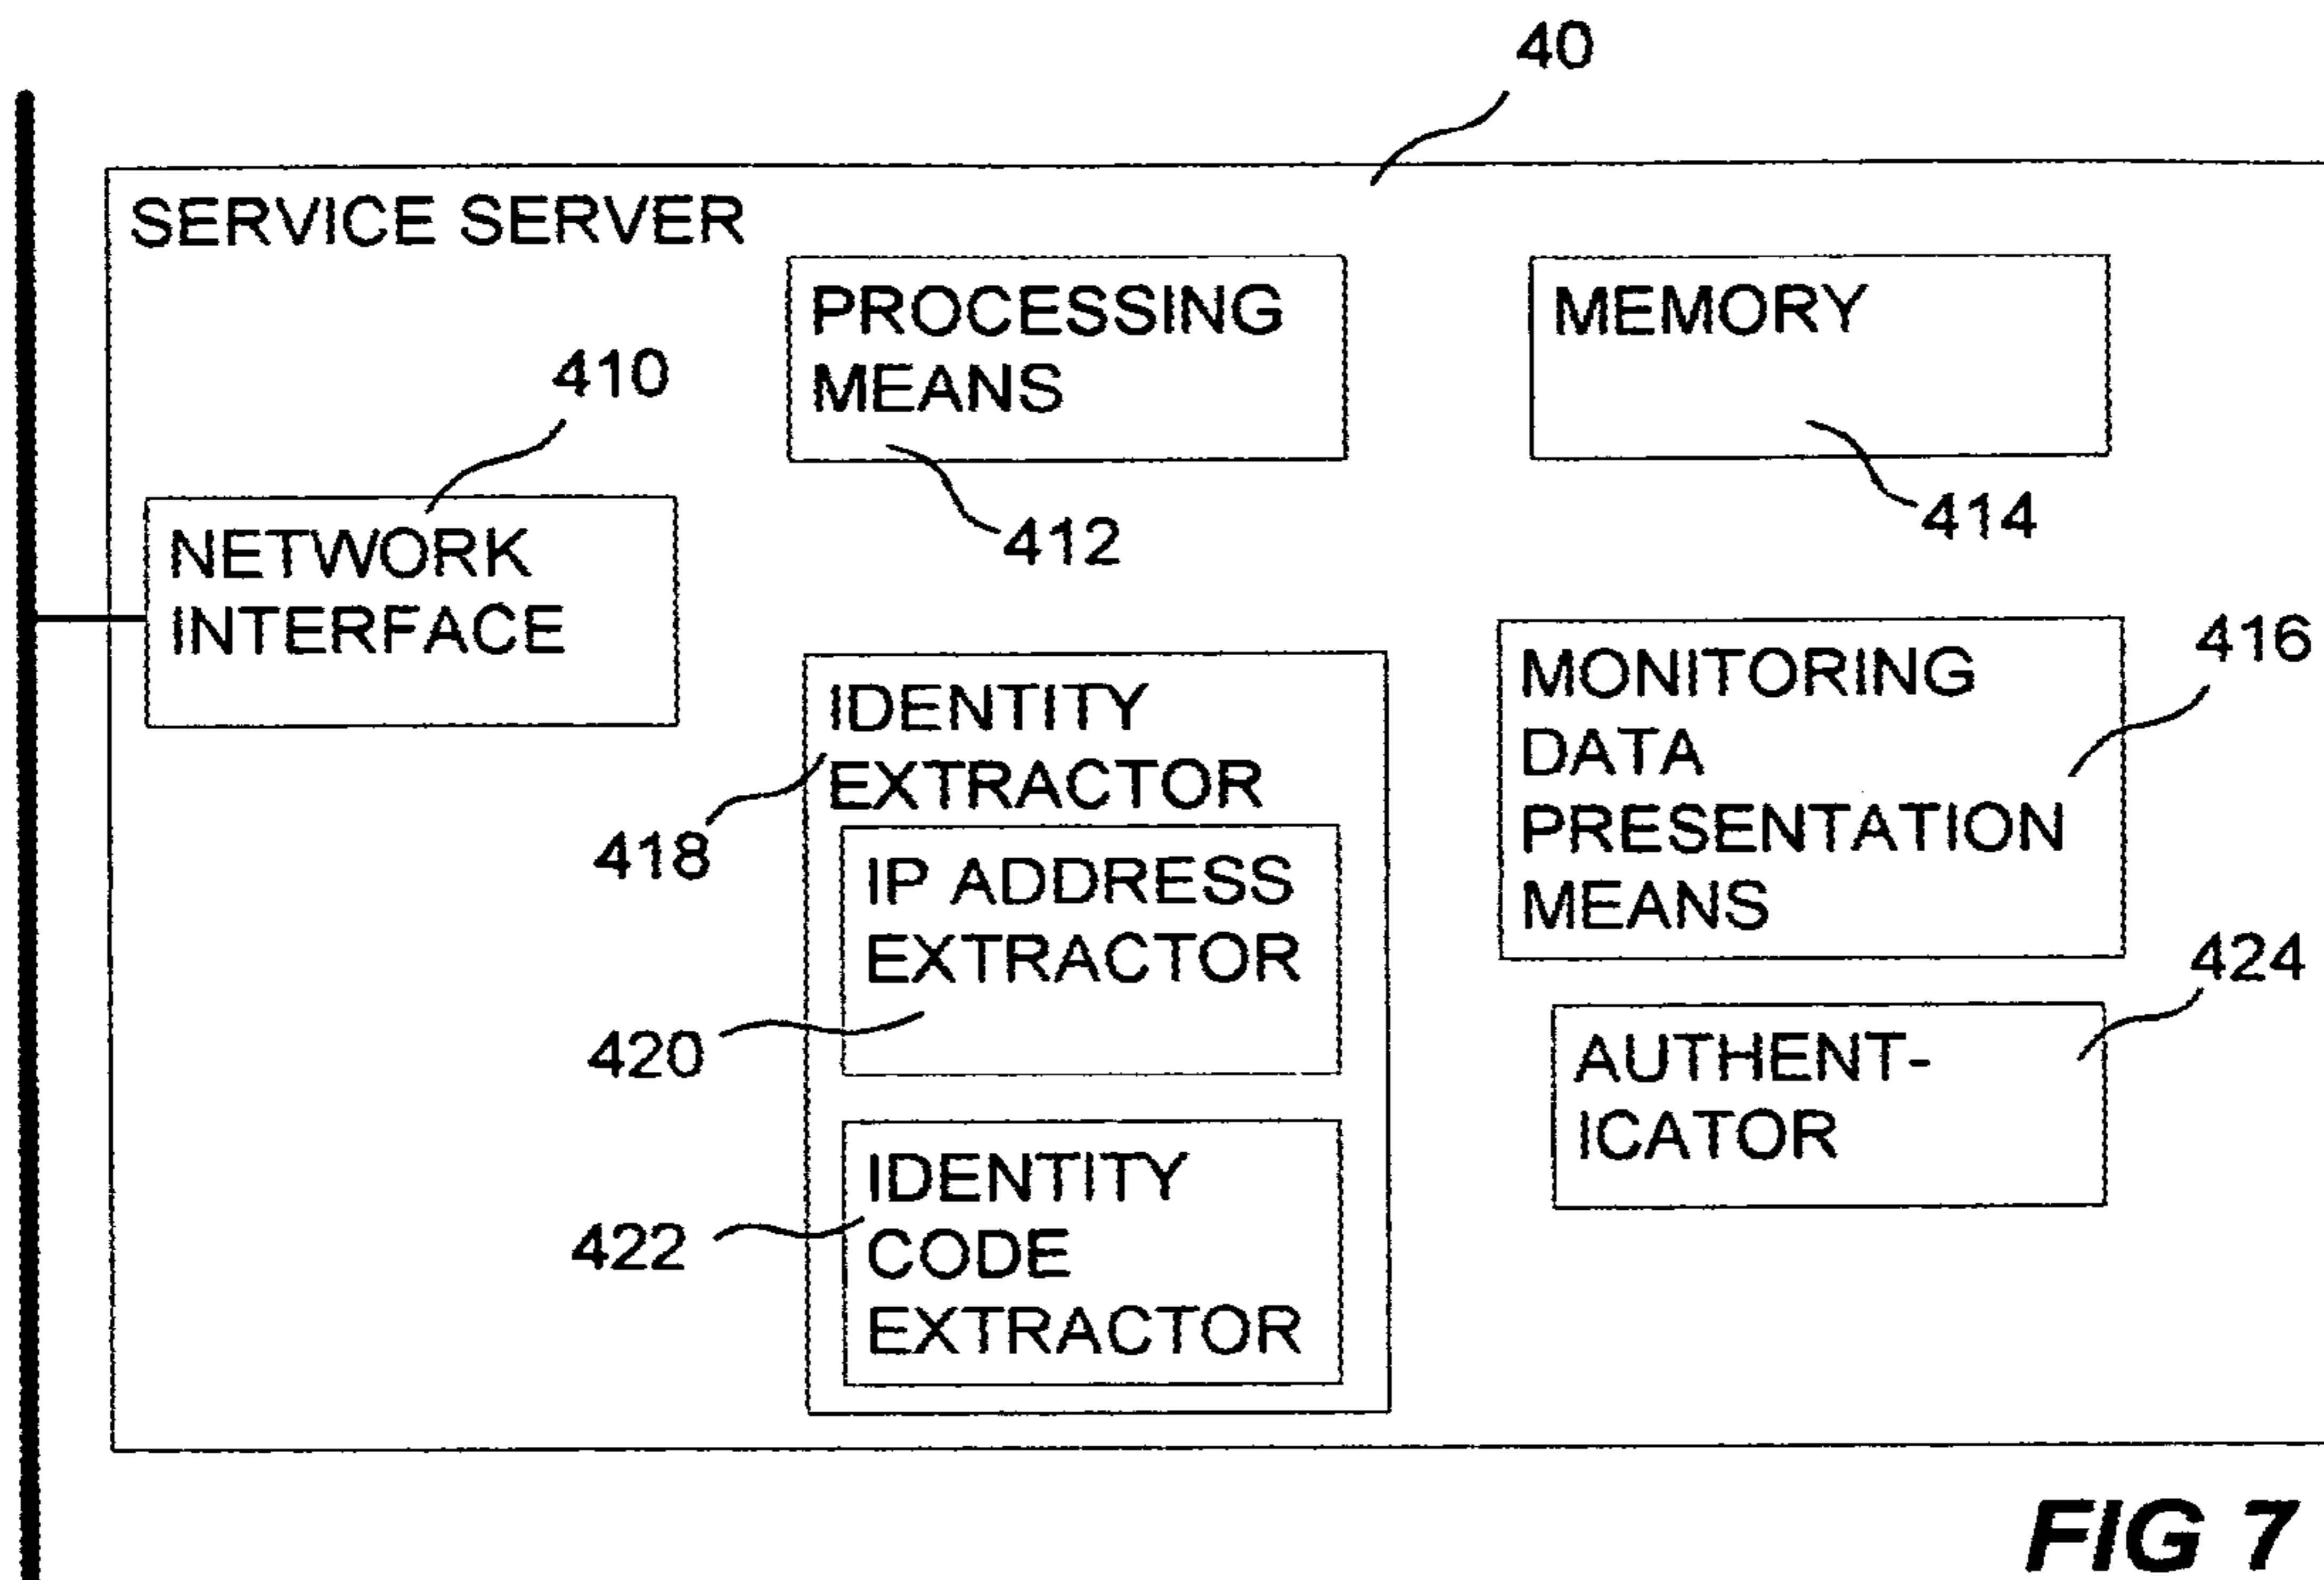 40
SERVICE SERVER
PROCESSING
MEANS
MEMORY
410
412
414
NETWORK
INTERFACE
416
MONITORING
DATA
PRESENTATION
MEANS
IDENTITY
EXTRACTOR
418
IP ADDRESS
EXTRACTOR
420
424
AUTHENT-
ICATOR
IDENTITY
CODE
EXTRACTOR
422
FIG 7